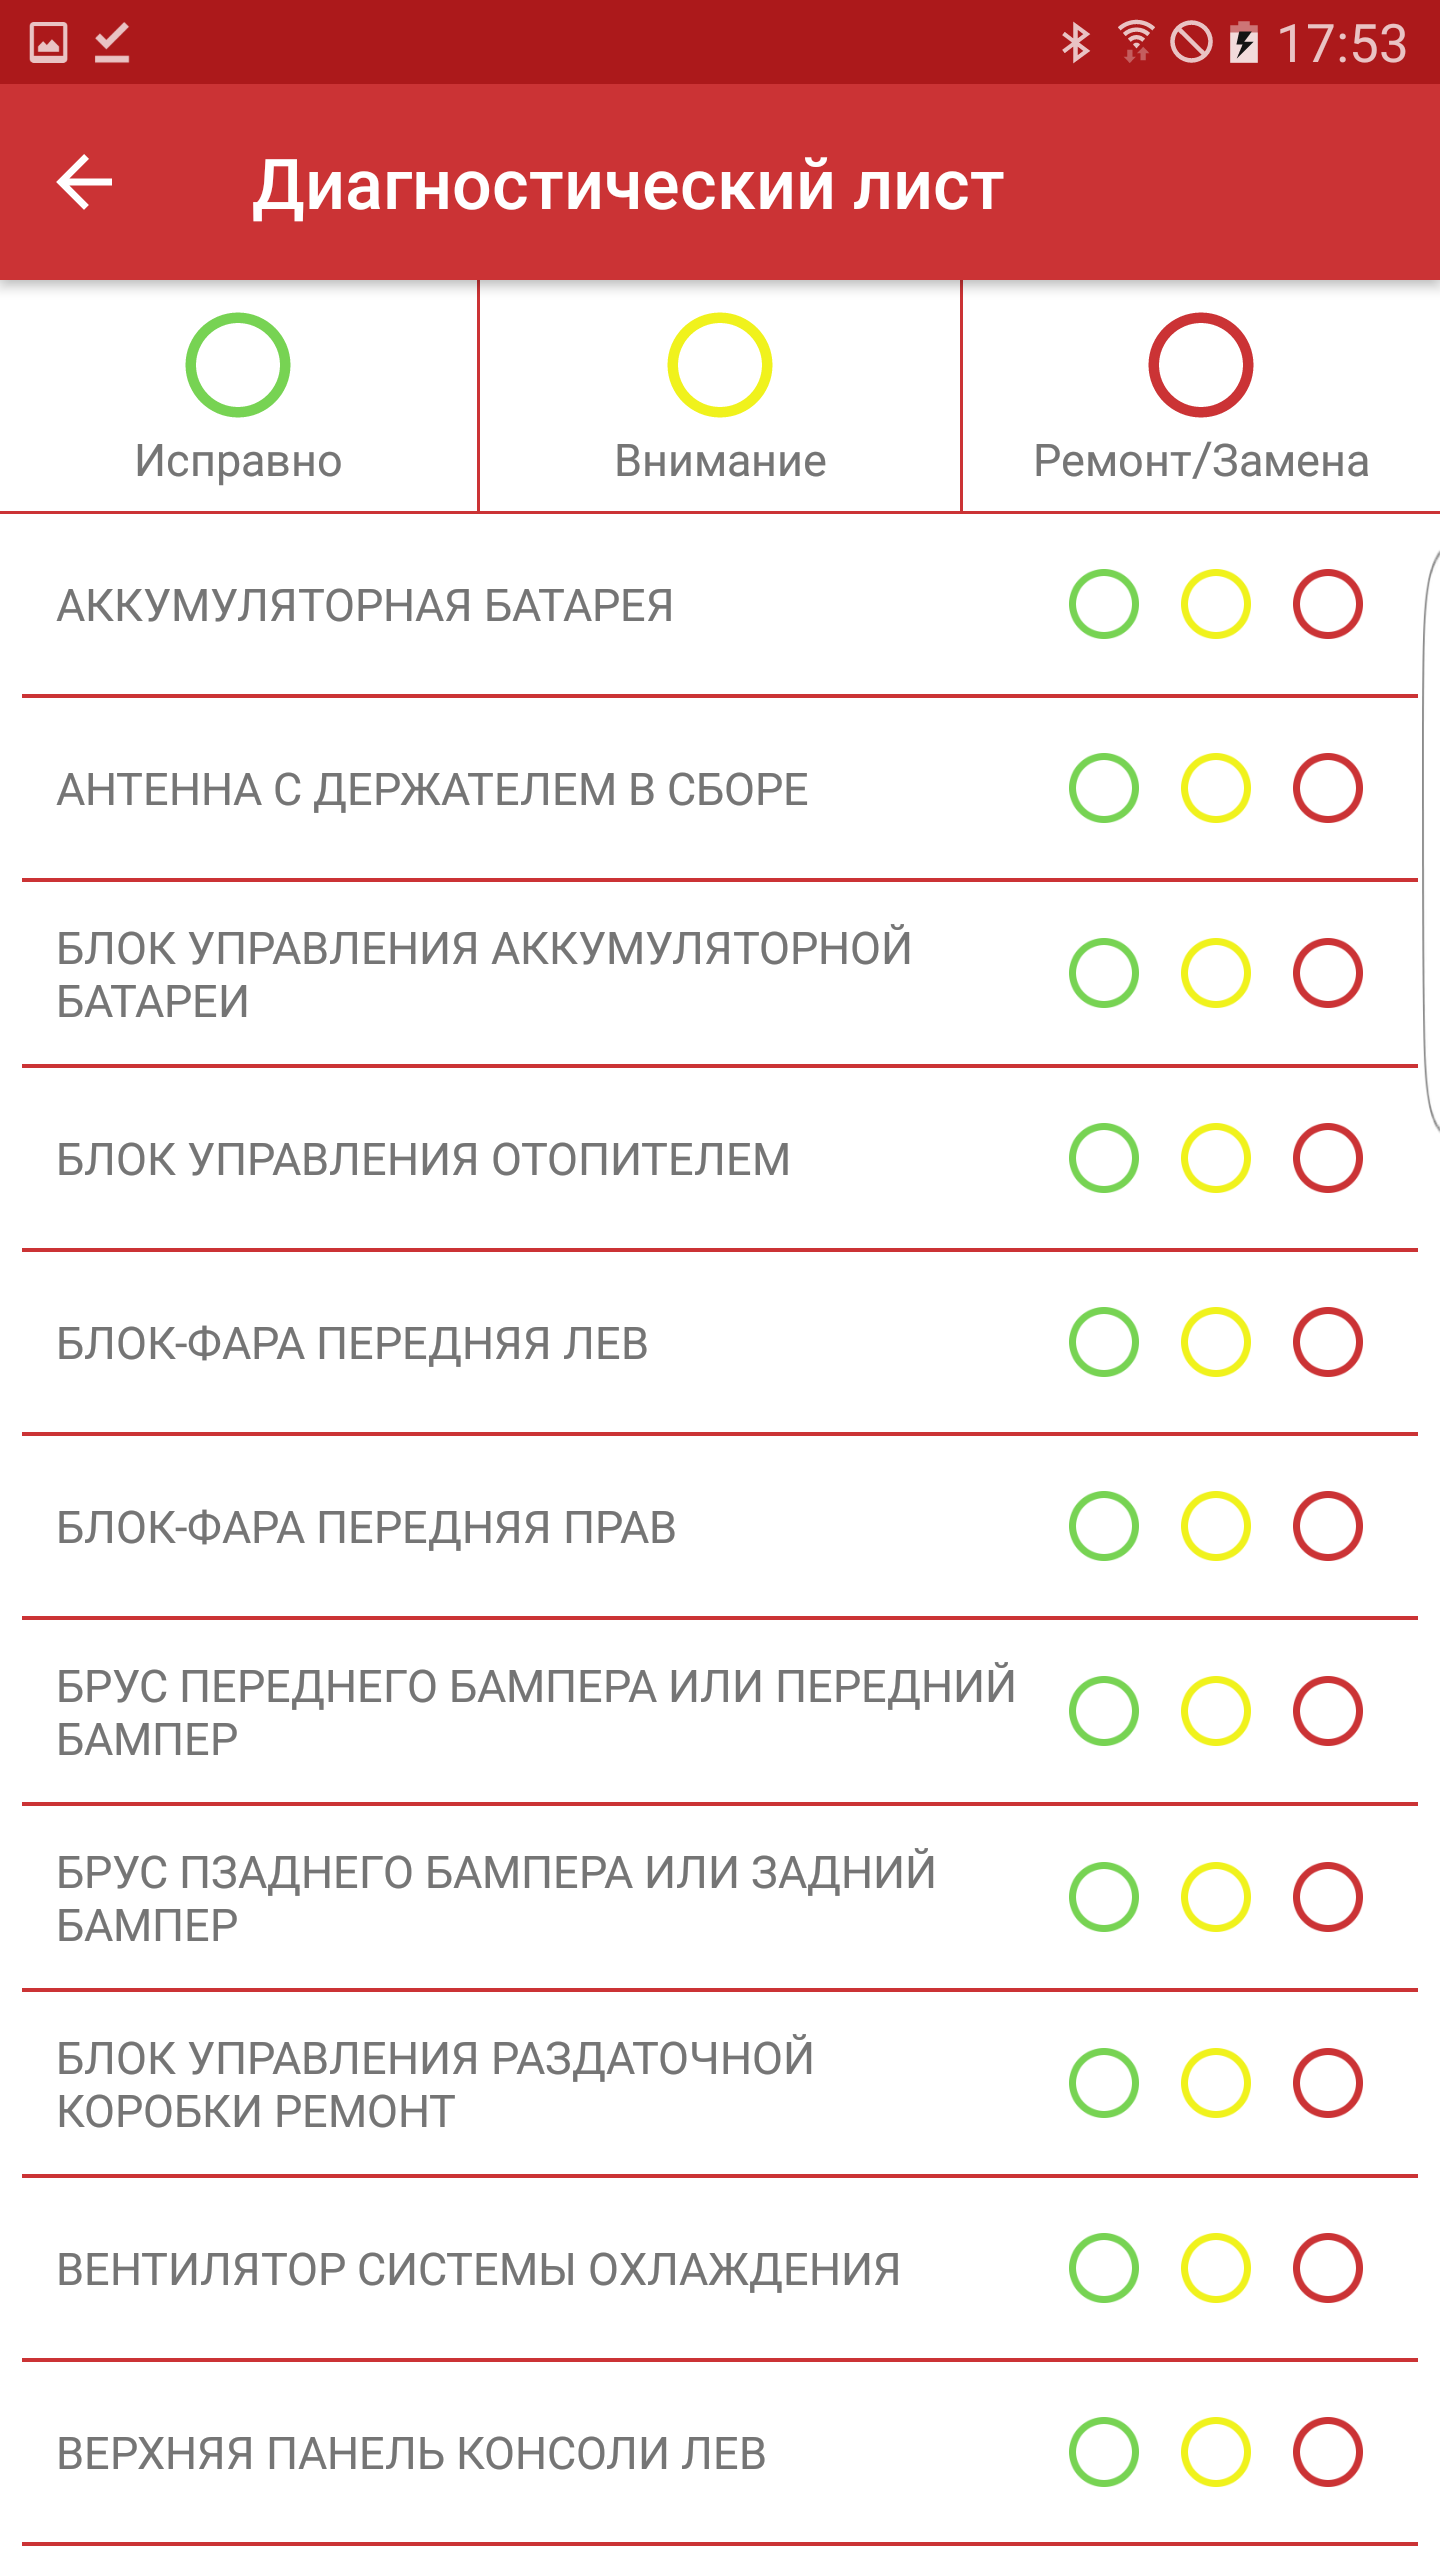 17:53
Диагностический лист
Исправно
Внимание
Ремонт/Замена
АККУМУЛЯТОРНАЯ БАТАРЕЯ
АНТЕННА С ДЕРЖАТЕЛЕМ В СБОРЕ
БЛОК УПРАВЛЕНИЯ АККУМУЛЯТОРНОЙ
БАТАРЕИ
БЛОК УПРАВЛЕНИЯ ОТОПИТЕЛЕМ
БЛОК-ФАРА ПЕРЕДНЯЯ ЛЕВ
БЛОК-ФАРА ПЕРЕДНЯЯ ПРАВ
БРУС ПЕРЕДНЕГО БАМПЕРА ИЛИ ПЕРЕДНИЙ
БАМПЕР
БРУС ПЗАДНЕГО БАМПЕРА ИЛИ ЗАДНИЙ
БАМПЕР
БЛОК УПРАВЛЕНИЯ РАЗДАТОЧНОЙ
КОРОБКИ РЕМОНТ
ВЕНТИЛЯТОР СИСТЕМЫ ОХЛАЖДЕНИЯ
ВЕРХНЯЯ ПАНЕЛЬ КОНСОЛИ ЛЕВ